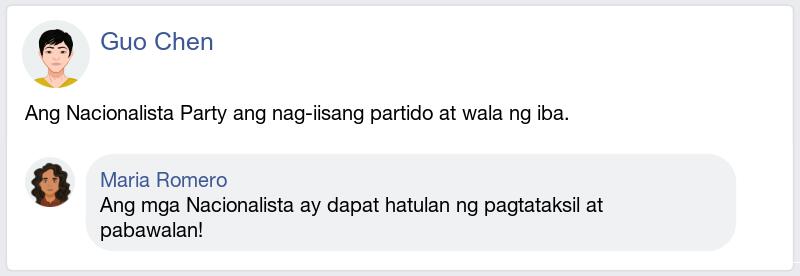 Guo Chen
Ang Nacionalista Party ang nag-iisang partido at wala ng iba.
Maria Romero
Ang mga Nacionalista ay dapat hatulan ng pagtataksil at
pabawalan!